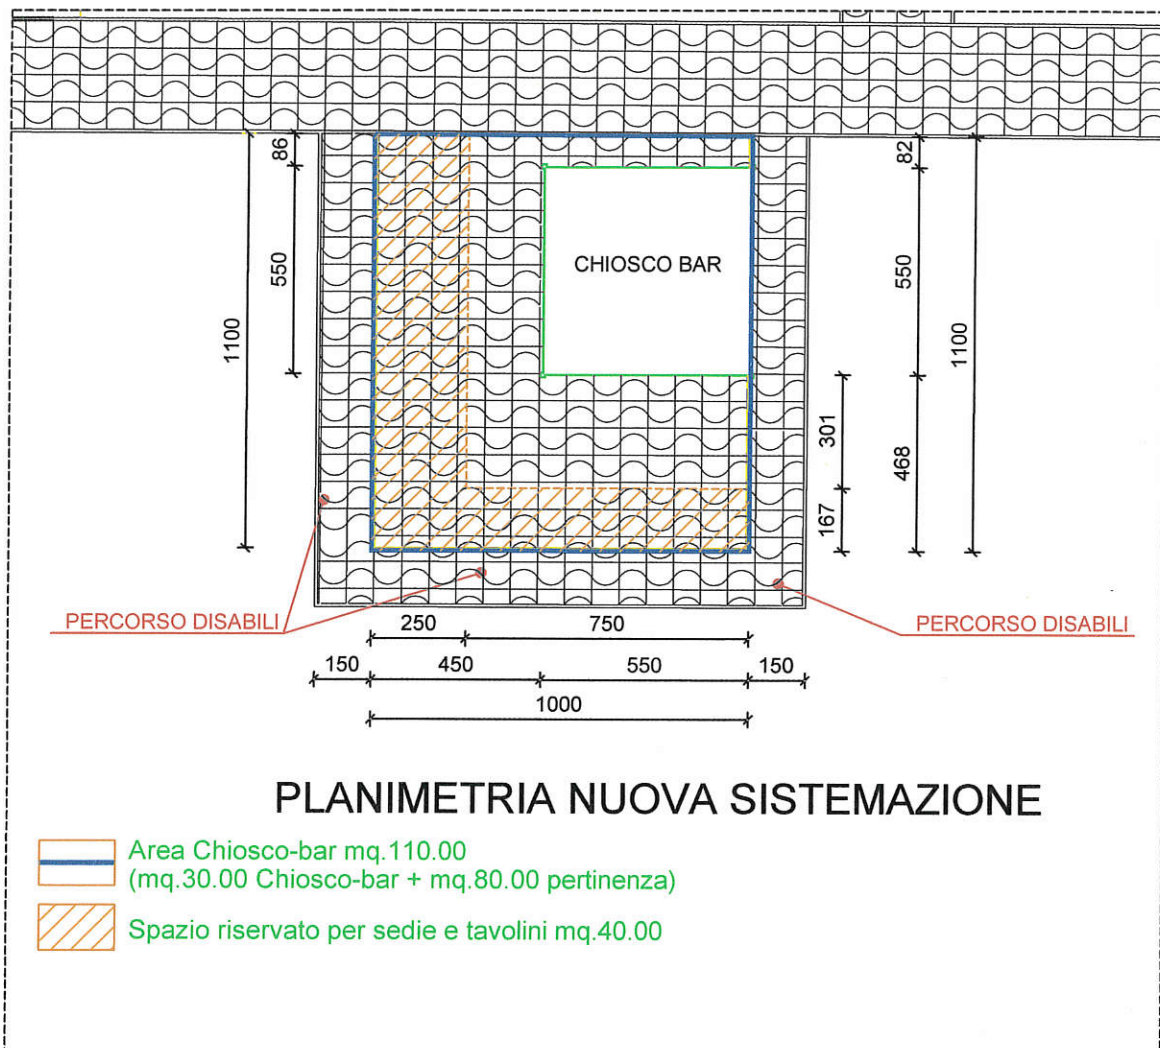 86
82
550
CHIOSCO BAR
550
1100
1100
301
468
167
PERCORSO DISABILI
PERCORSO DISABILI
250
750
150
450
550
150
1000
PLANIMETRIA NUOVA SISTEMAZIONE
Area Chiosco-bar mq.110.00
(mq.30.00 Chiosco-bar + mq.80.00 pertinenza)
Spazio riservato per sedie e tavolini mq.40.00